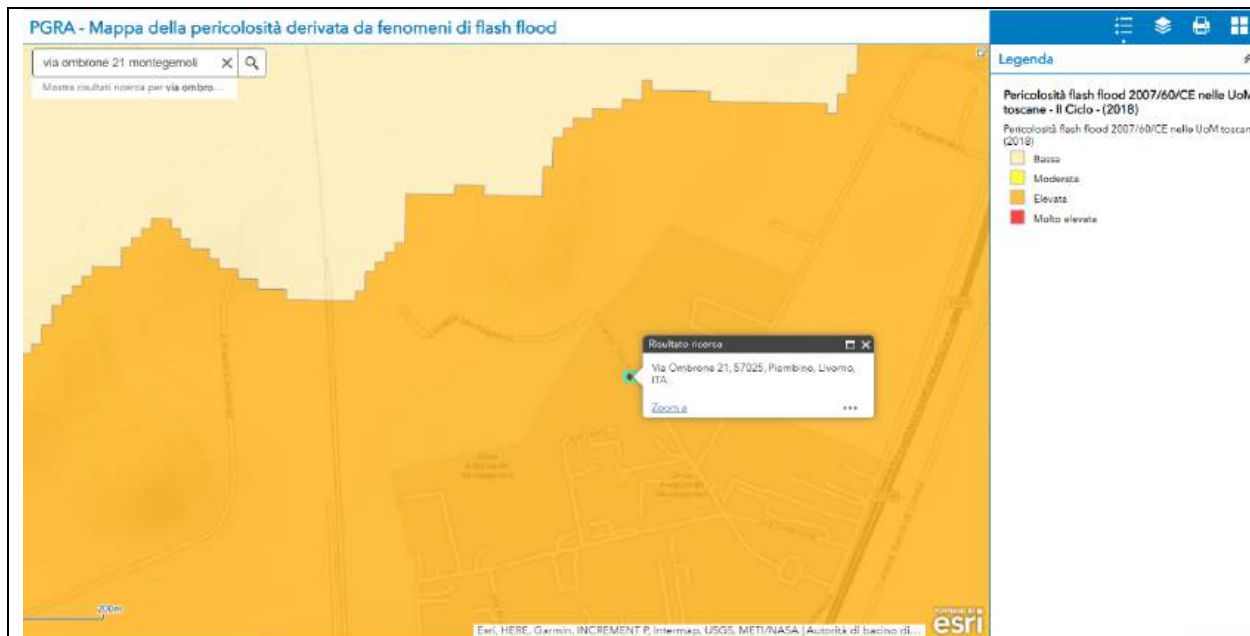 PGRA - Mappa della pericolosità derivata da fenomeni di flash flood
via ombrone 21 montegemoli
Mostra risultati ricerca per via ombro...
Legenda
Pericolosità flash flood 2007/60/CE nelle UoM
toscane - II Ciclo - (2018)
Pericolosità flash flood 2007/60/CE nelle UoM toscan
(2018)
Bassa
Moderata
Elevata
Molto elevata
Risultato ricerca
Via Ombrone 21, 57025, Piombino, Livorno,
ITA
Zoom a
200m
Esri, HERE, Garmin, INCREMENT P, Intermap, USGS, METI/NASA | Autorità di bacino di...
POWERED BY
esri